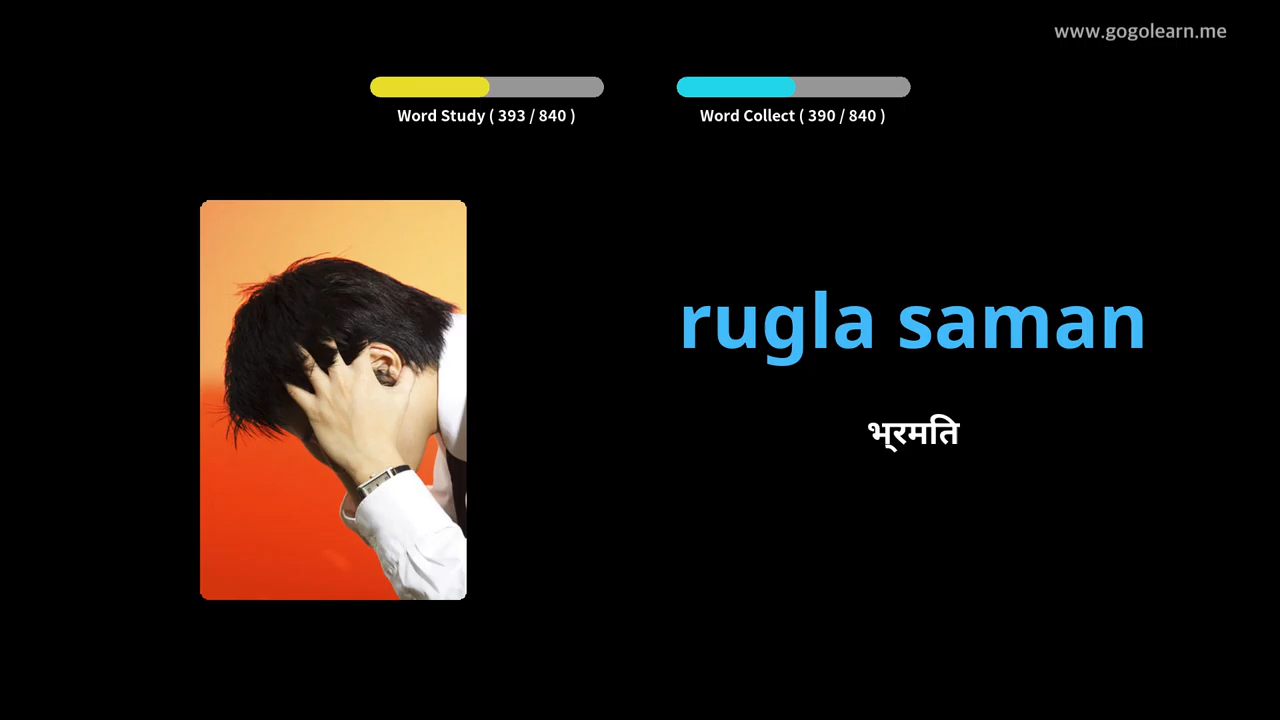 www.gogolearn.me
Word Study ( 393 / 840 )
Word Collect ( 390 / 840 )
rugla saman
भ्रमति